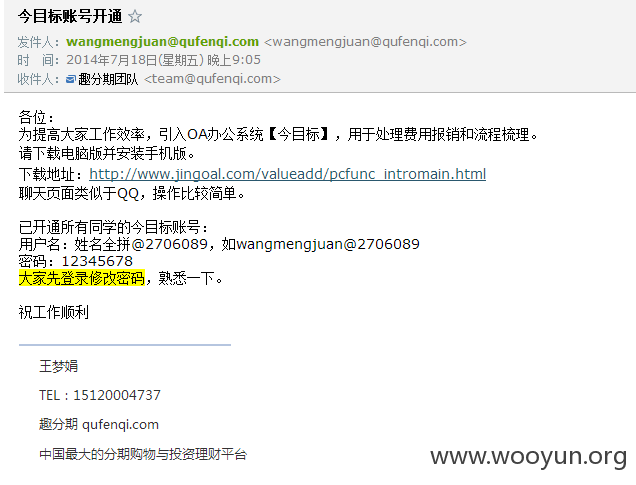 今目标账号开通 ☆
发件人：wangmengjuan@qufenqi.com <wangmengjuan@qufenqi.com>
时　间：2014年7月18日(星期五) 晚上9:05
收件人：趣分期团队 <team@qufenqi.com>
各位：
为提高大家工作效率，引入OA办公系统【今目标】，用于处理费用报销和流程梳理。
请下载电脑版并安装手机版。
下载地址：http://www.jingoal.com/valueadd/pcfunc_intromain.html
聊天页面类似于QQ，操作比较简单。
已开通所有同学的今目标账号：
用户名：姓名全拼@2706089，如wangmengjuan@2706089
密码：12345678
大家先登录修改密码，熟悉一下。
祝工作顺利
王梦娟
TEL：15120004737
趣分期 qufenqi.com
中国最大的分期购物与投资理财平台
www.wooyun.org